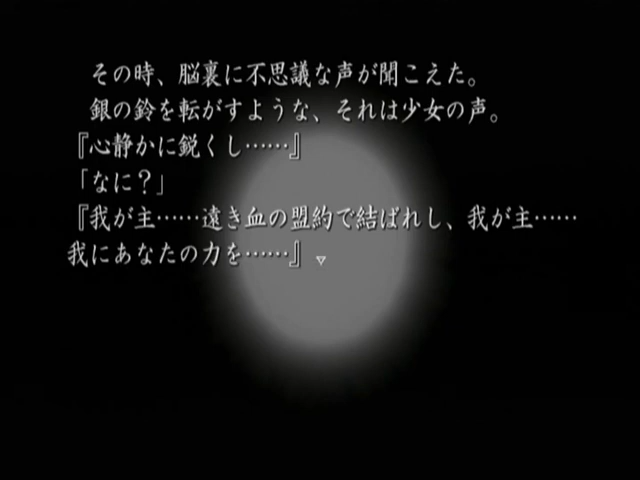 その時、脳裏に不思議な声が聞こえた。
銀の鈴を転がすような、それは少女の声。
『心静かに鋭くし……』
「なに？」
『我が主……遠き血の盟約で結ばれし、我が主……
我にあなたの力を……』